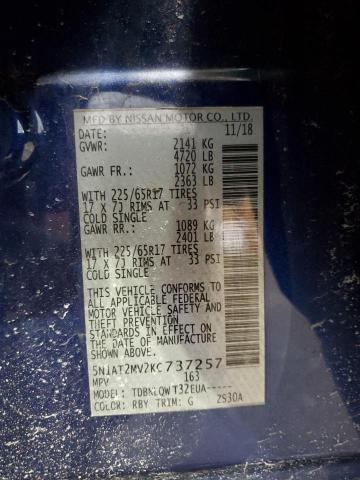 MFD BY NISSAN MOTOR CO., LTD.
DATE: 11/18
GVWR: 2141 KG
4720 LB
GAWR FR.: 1072 KG
2363 LB
WITH 225/65R17 TIRES
17 X 7J RIMS AT 33 PSI
COLD SINGLE
GAWR RR.: 1089 KG
2401 LB
WITH 225/65R17 TIRES
17 X 7J RIMS AT 33 PSI
COLD SINGLE
THIS VEHICLE CONFORMS TO
ALL APPLICABLE FEDERAL
MOTOR VEHICLE SAFETY AND
THEFT PREVENTION
STANDARDS IN EFFECT ON
THE DATE OF MANUFACTURE
SHOWN ABOVE.
5N1AT2MV2KC737257
MPV 163
MODEL: TDBNLQWT32EUA-----
COLOR: RBY TRIM: G ZS30A